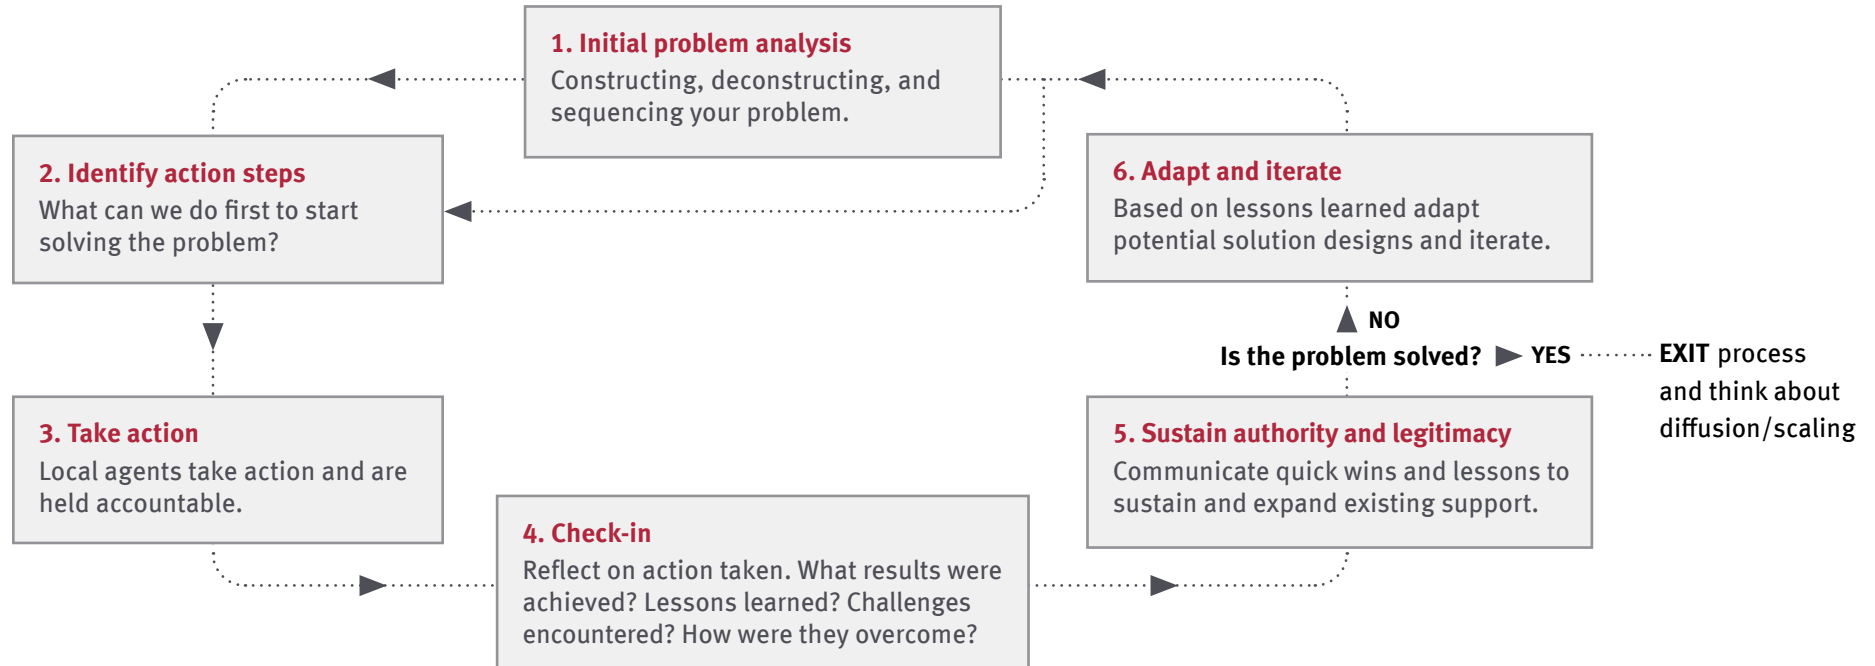 1. Initial problem analysis
Constructing, deconstructing, and
sequencing your problem.
2. Identify action steps
What can we do first to start
solving the problem?
3. Take action
Local agents take action and are
held accountable.
4. Check-in
Reflect on action taken. What results were
achieved? Lessons learned? Challenges
encountered? How were they overcome?
5. Sustain authority and legitimacy
Communicate quick wins and lessons to
sustain and expand existing support.
Is the problem solved? YES EXIT process
and think about
diffusion/scaling
NO
6. Adapt and iterate
Based on lessons learned adapt
potential solution designs and iterate.